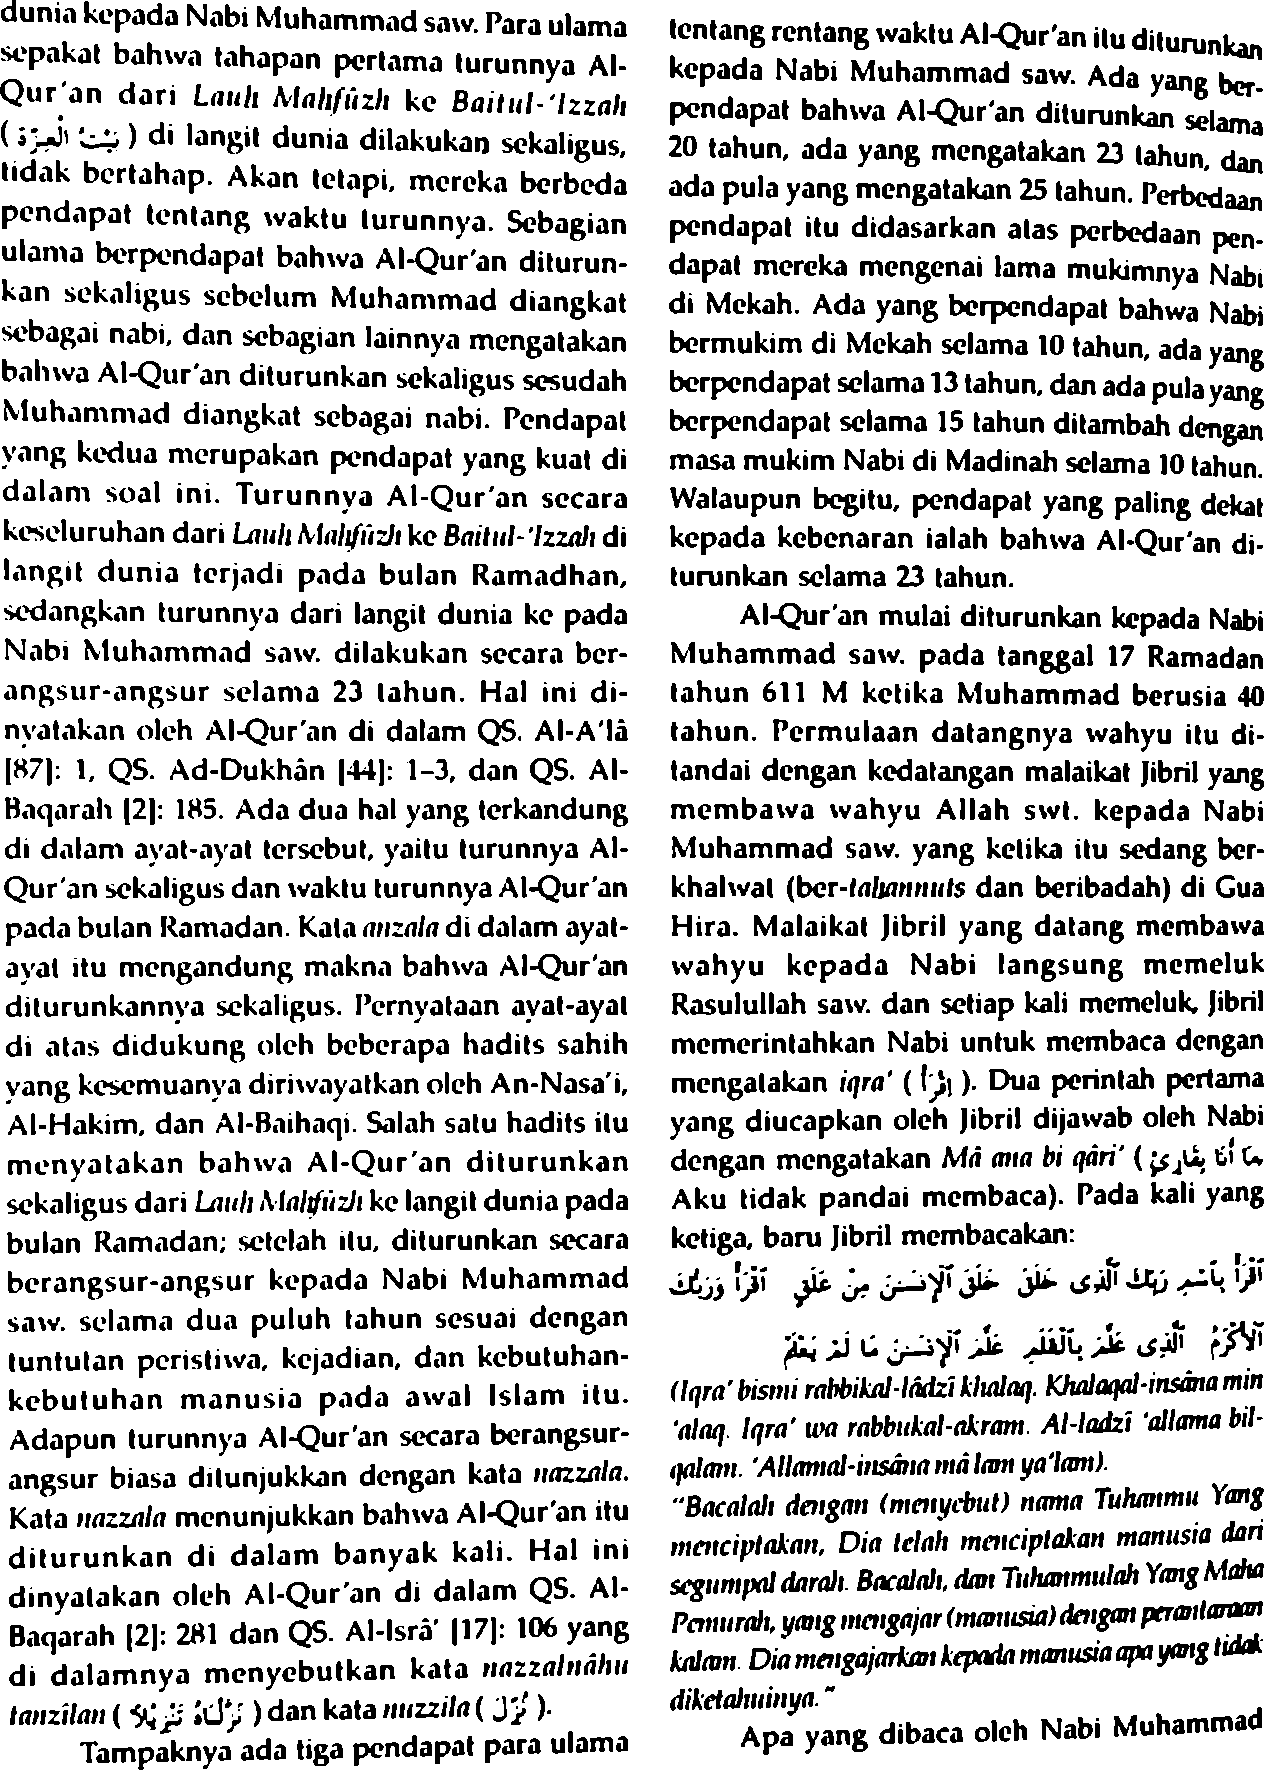 dunia kepada Nabi Muhammad saw. Para ulama
sepakat bahwa tahapan pertama turunnya Al-
Qur'an dari Lauh Mahfûzh ke Baitul-'Izzah
( بَيْتُ الْعِزَّةِ ) di langit dunia dilakukan sekaligus,
tidak bertahap. Akan tetapi, mereka berbeda
pendapat tentang waktu turunnya. Sebagian
ulama berpendapat bahwa Al-Qur'an diturun-
kan sekaligus sebelum Muhammad diangkat
sebagai nabi, dan sebagian lainnya mengatakan
bahwa Al-Qur'an diturunkan sekaligus sesudah
Muhammad diangkat sebagai nabi. Pendapat
yang kedua merupakan pendapat yang kuat di
dalam soal ini. Turunnya Al-Qur'an secara
keseluruhan dari Lauh Mahfûzh ke Baitul-'Izzah di
langit dunia terjadi pada bulan Ramadhan,
sedangkan turunnya dari langit dunia ke pada
Nabi Muhammad saw. dilakukan secara ber-
angsur-angsur selama 23 tahun. Hal ini di-
nyatakan oleh Al-Qur'an di dalam QS. Al-A'lâ
[87]: 1, QS. Ad-Dukhân [44]: 1–3, dan QS. Al-
Baqarah [2]: 185. Ada dua hal yang terkandung
di dalam ayat-ayat tersebut, yaitu turunnya Al-
Qur'an sekaligus dan waktu turunnya Al-Qur'an
pada bulan Ramadan. Kata anzala di dalam ayat-
ayat itu mengandung makna bahwa Al-Qur'an
diturunkannya sekaligus. Pernyataan ayat-ayat
di atas didukung oleh beberapa hadits sahih
yang kesemuanya diriwayatkan oleh An-Nasa'i,
Al-Hakim, dan Al-Baihaqi. Salah satu hadits itu
menyatakan bahwa Al-Qur'an diturunkan
sekaligus dari Lauh Mahfûzh ke langit dunia pada
bulan Ramadan; setelah itu, diturunkan secara
berangsur-angsur kepada Nabi Muhammad
saw. selama dua puluh tahun sesuai dengan
tuntutan peristiwa, kejadian, dan kebutuhan-
kebutuhan manusia pada awal Islam itu.
Adapun turunnya Al-Qur'an secara berangsur-
angsur biasa ditunjukkan dengan kata nazzala.
Kata nazzala menunjukkan bahwa Al-Qur'an itu
diturunkan di dalam banyak kali. Hal ini
dinyatakan oleh Al-Qur'an di dalam QS. Al-
Baqarah [2]: 281 dan QS. Al-Isrâ' [17]: 106 yang
di dalamnya menyebutkan kata nazzalnâhu
tanzîlan ( نَزَّلْنَاهُ تَنْزِيْلًا ) dan kata nuzzila ( نُزِّلَ ).
Tampaknya ada tiga pendapat para ulama
tentang rentang waktu Al-Qur'an itu diturunkan
kepada Nabi Muhammad saw. Ada yang ber-
pendapat bahwa Al-Qur'an diturunkan selama
20 tahun, ada yang mengatakan 23 tahun, dan
ada pula yang mengatakan 25 tahun. Perbedaan
pendapat itu didasarkan atas perbedaan pen-
dapat mereka mengenai lama mukimnya Nabi
di Mekah. Ada yang berpendapat bahwa Nabi
bermukim di Mekah selama 10 tahun, ada yang
berpendapat selama 13 tahun, dan ada pula yang
berpendapat selama 15 tahun ditambah dengan
masa mukim Nabi di Madinah selama 10 tahun.
Walaupun begitu, pendapat yang paling dekat
kepada kebenaran ialah bahwa Al-Qur'an di-
turunkan selama 23 tahun.
Al-Qur'an mulai diturunkan kepada Nabi
Muhammad saw. pada tanggal 17 Ramadan
tahun 611 M ketika Muhammad berusia 40
tahun. Permulaan datangnya wahyu itu di-
tandai dengan kedatangan malaikat Jibril yang
membawa wahyu Allah swt. kepada Nabi
Muhammad saw. yang ketika itu sedang ber-
khalwat (ber-tahannuts dan beribadah) di Gua
Hira. Malaikat Jibril yang datang membawa
wahyu kepada Nabi langsung memeluk
Rasulullah saw. dan setiap kali memeluk, Jibril
memerintahkan Nabi untuk membaca dengan
mengatakan iqra' ( اِقْرَأْ ). Dua perintah pertama
yang diucapkan oleh Jibril dijawab oleh Nabi
dengan mengatakan Mâ ana bi qâri' ( مَا أَنَا بِقَارِئٍ
Aku tidak pandai membaca). Pada kali yang
ketiga, baru Jibril membacakan:
ٱقْرَأْ بِٱسْمِ رَبِّكَ ٱلَّذِى خَلَقَ خَلَقَ ٱلْإِنسَـٰنَ مِنْ عَلَقٍ ٱقْرَأْ وَرَبُّكَ
ٱلْأَكْرَمُ ٱلَّذِى عَلَّمَ بِٱلْقَلَمِ عَلَّمَ ٱلْإِنسَـٰنَ مَا لَمْ يَعْلَمْ
(Iqra' bismi rabbikal-lâdzî khalaq. Khalaqal-insâna min
'alaq. Iqra' wa rabbukal-akram. Al-ladzî 'allama bil-
qalam. 'Allamal-insâna mâ lam ya'lam).
"Bacalah dengan (menyebut) nama Tuhanmu Yang
menciptakan, Dia telah menciptakan manusia dari
segumpal darah. Bacalah, dan Tuhanmulah Yang Maha
Pemurah, yang mengajar (manusia) dengan perantaraan
kalam. Dia mengajarkan kepada manusia apa yang tidak
diketahuinya."
Apa yang dibaca oleh Nabi Muhammad